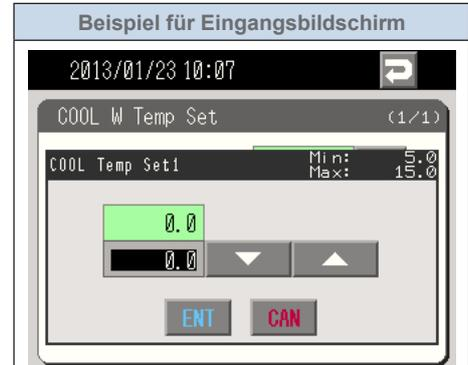 Beispiel für Eingangsbildschirm
2013/01/23 10:07
COOL W Temp Set (1/1)
COOL Temp Set1 Min: 5.0
Max: 15.0
0.0
0.0
ENT CAN